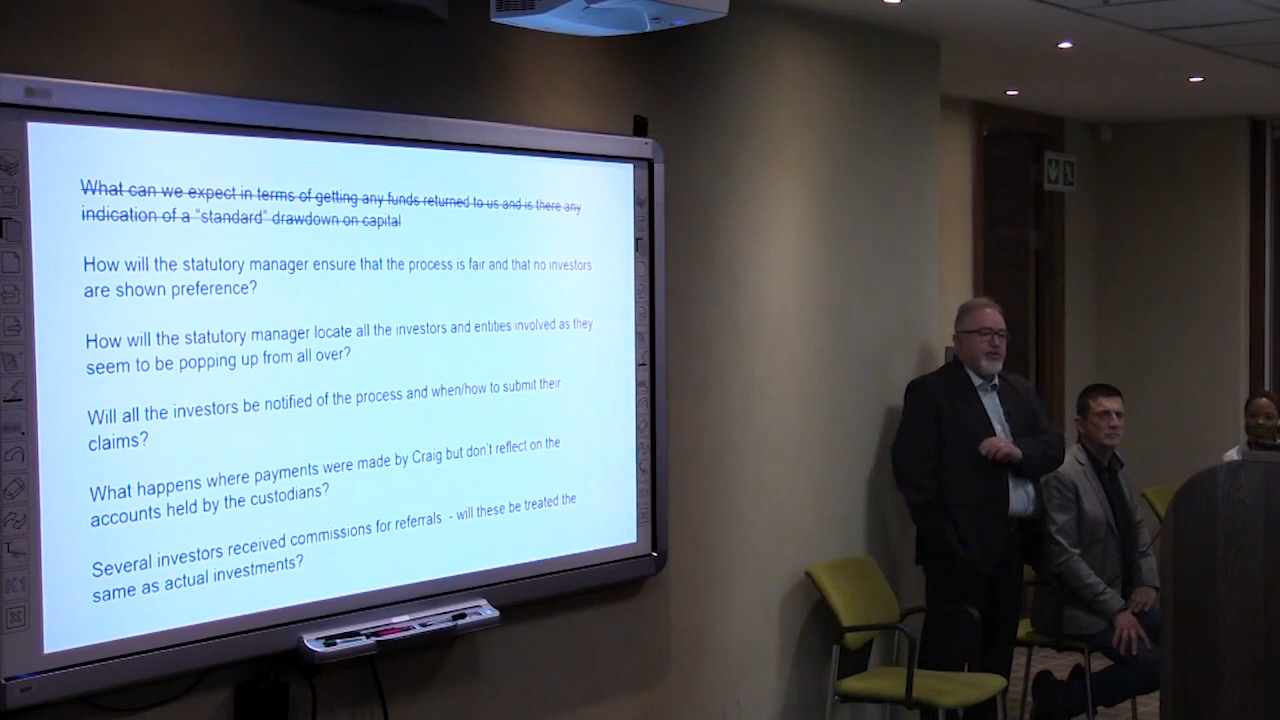 What can we expect in terms of getting any funds returned to us and is there any
indication of a “standard” drawdown on capital
How will the statutory manager ensure that the process is fair and that no investors
are shown preference?
How will the statutory manager locate all the investors and entities involved as they
seem to be popping up from all over?
Will all the investors be notified of the process and when/how to submit their
claims?
What happens where payments were made by Craig but don't reflect on the
accounts held by the custodians?
Several investors received commissions for referrals - will these be treated the
same as actual investments?